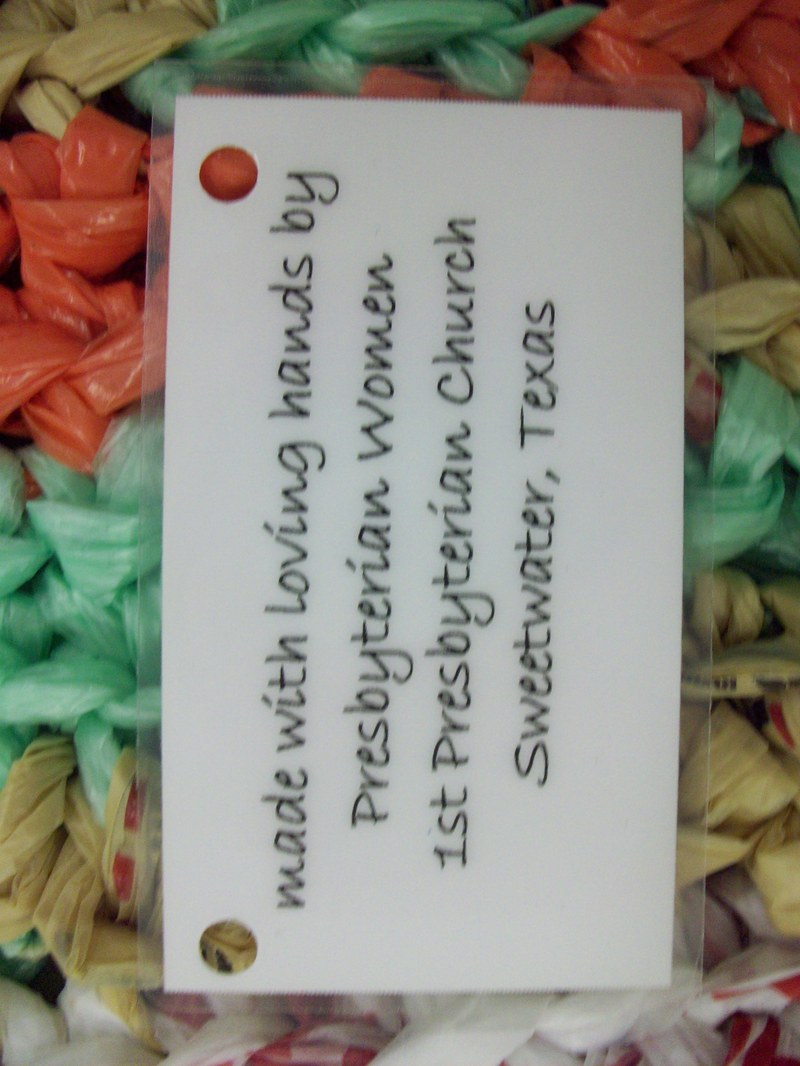 made with loving hands by
Presbyterian Women
1st Presbyterian Church
Sweetwater, Texas